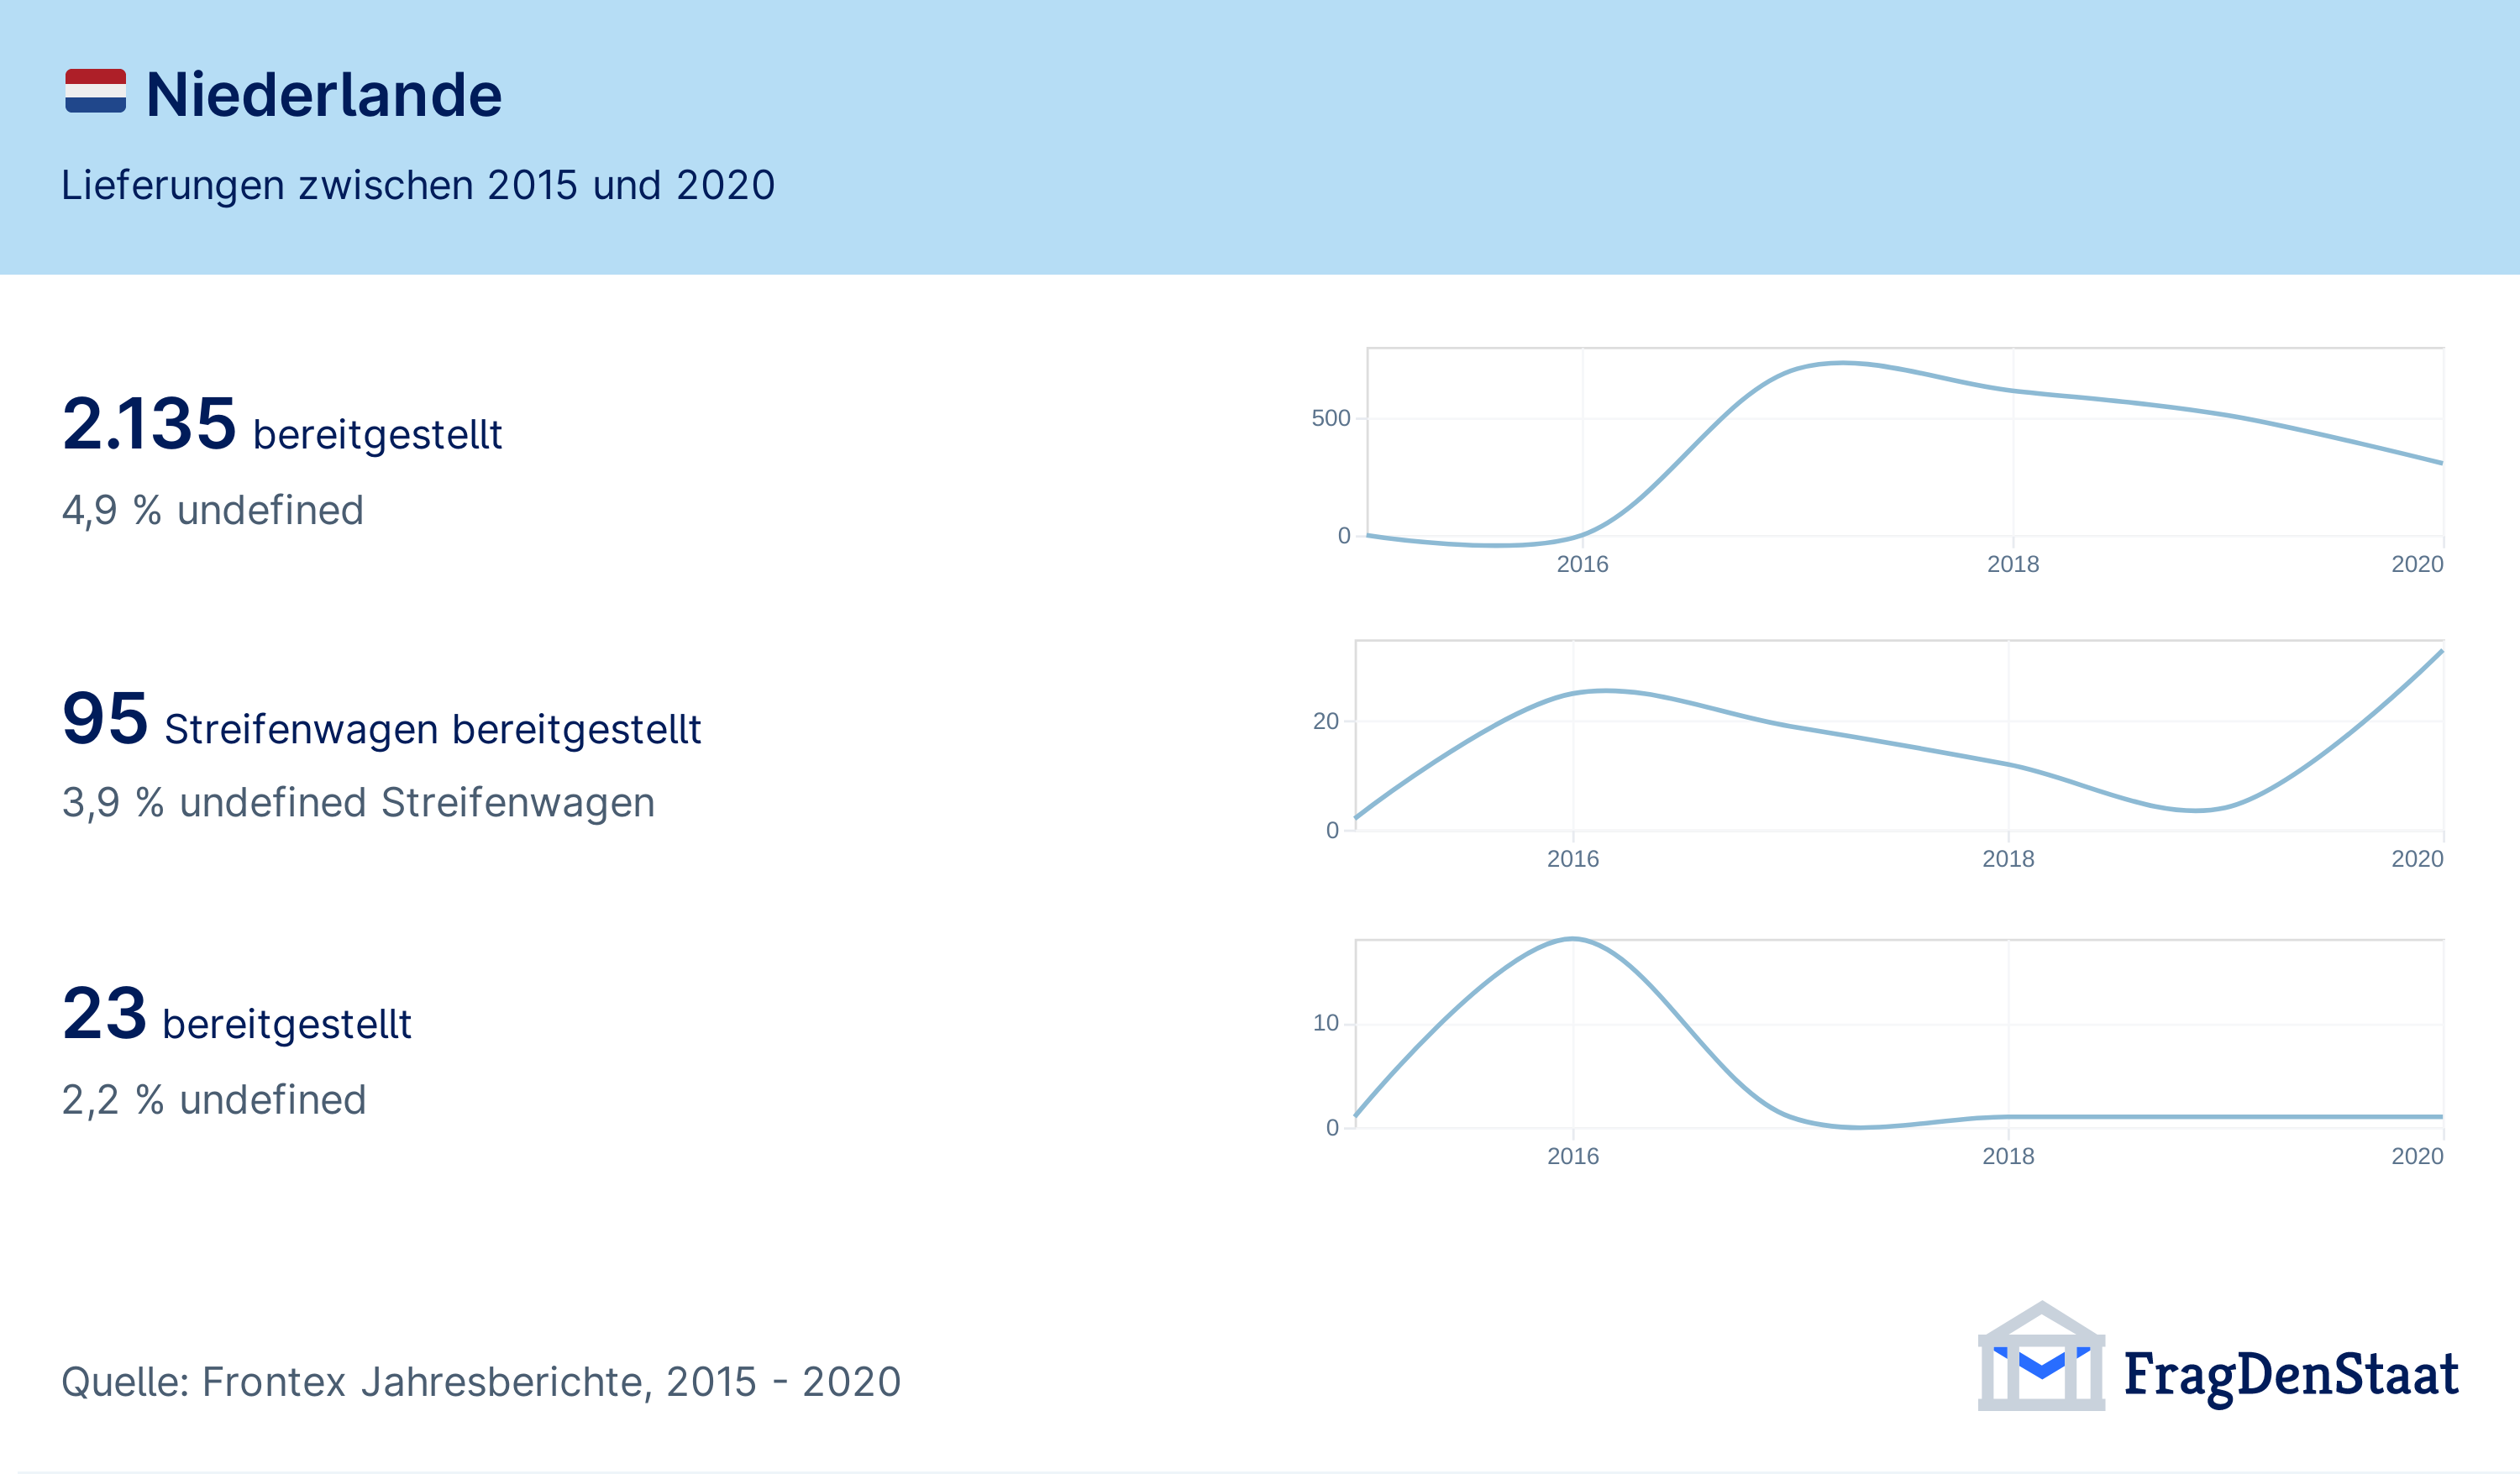 Niederlande
Lieferungen zwischen 2015 und 2020
2.135 bereitgestellt
4,9 % undefined
500
0
2016 2018 2020
95 Streifenwagen bereitgestellt
3,9 % undefined Streifenwagen
20
0
2016 2018 2020
23 bereitgestellt
2,2 % undefined
10
0
2016 2018 2020
Quelle: Frontex Jahresberichte, 2015 - 2020
FragDenStaat